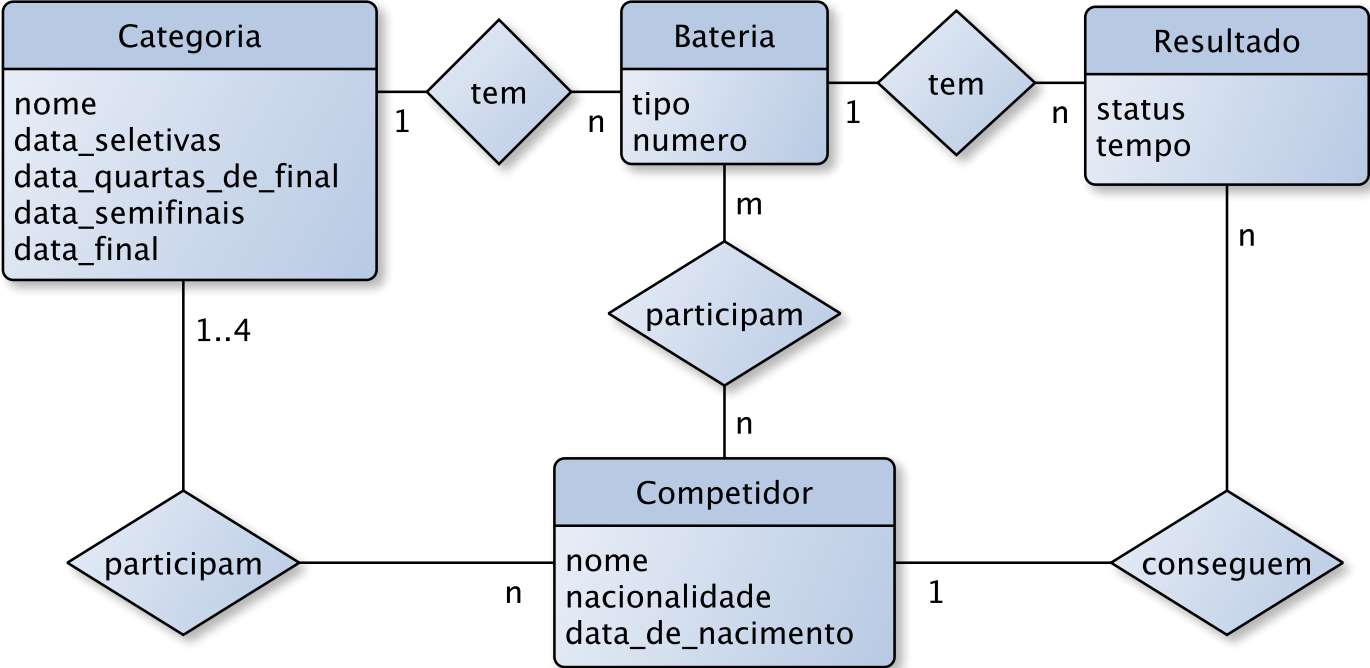 Categoria
nome
data_seletivas
data_quartas_de_final
data_semifinais
data_final
1
tem
n
Bateria
tipo
numero
1
tem
n
Resultado
status
tempo
m
n
1..4
participam
n
participam
n
Competidor
nome
nacionalidade
data_de_nacimento
1
conseguem